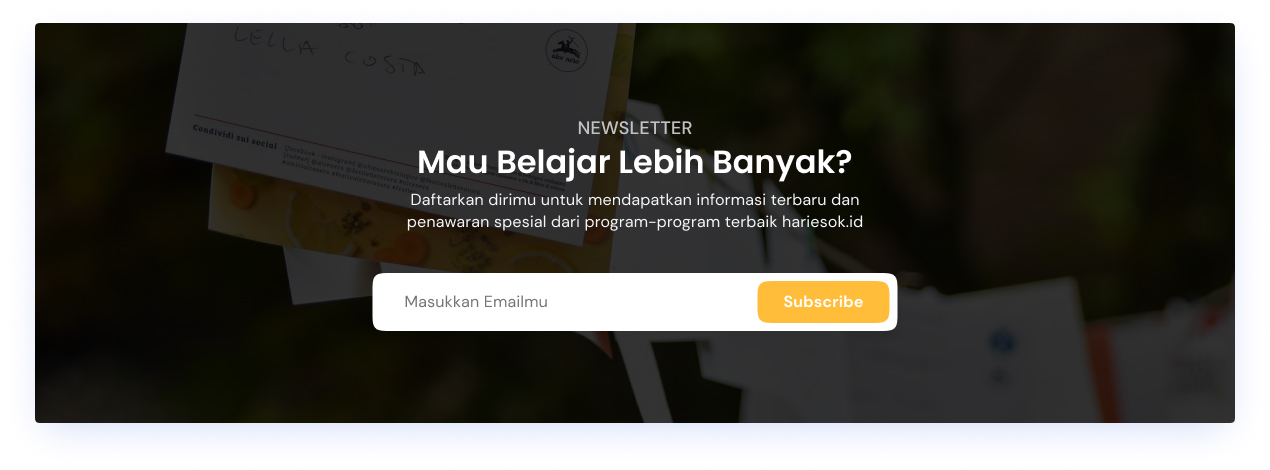 LELLA
COSTA
Condividi sui social
NEWSLETTER
Mau Belajar Lebih Banyak?
Daftarkan dirimu untuk mendapatkan informasi terbaru dan
penawaran spesial dari program-program terbaik hariesok.id
Masukkan Emailmu
Subscribe